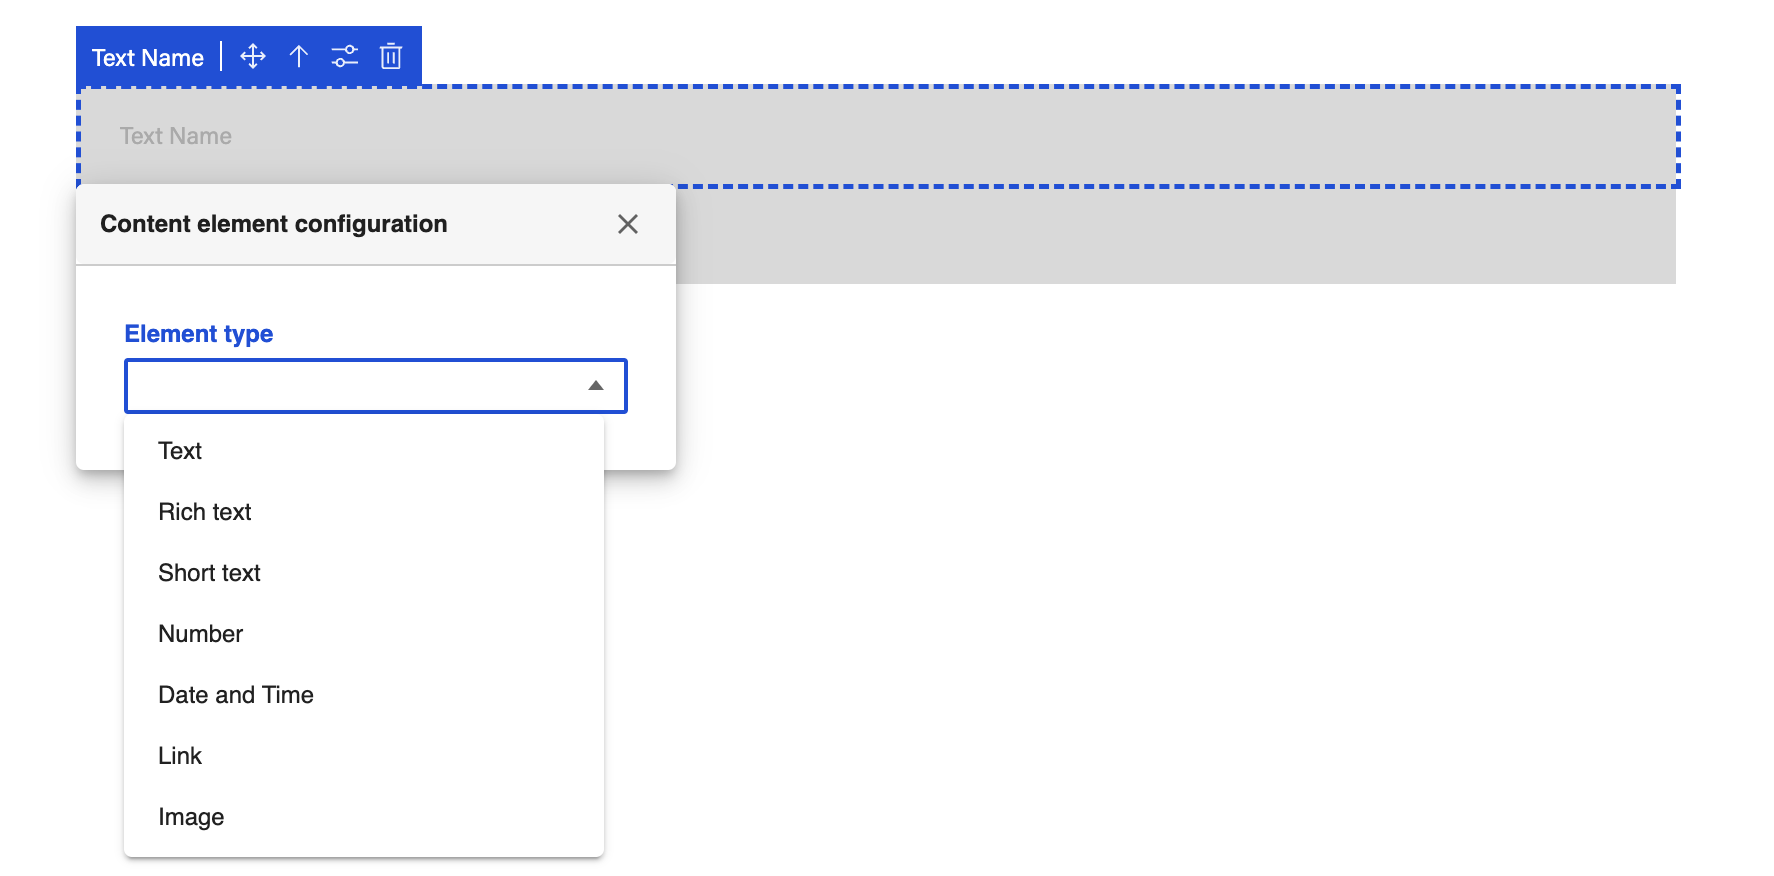 Text Name
Text Name
Content element configuration
Element type
Text
Rich text
Short text
Number
Date and Time
Link
Image